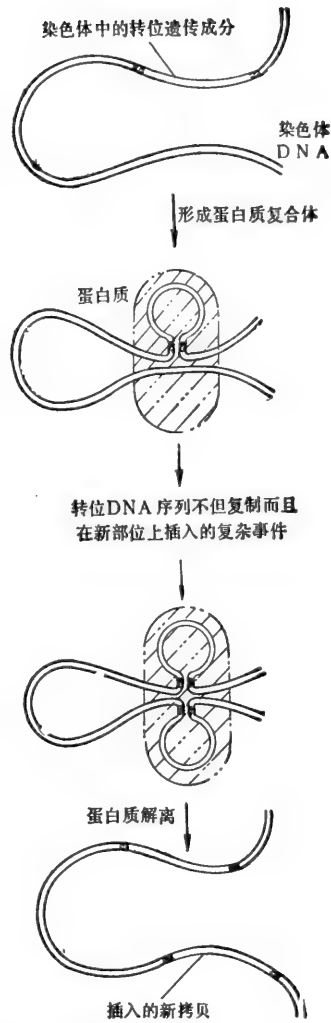 染色体中的转位遗传成分
染色体
DNA
形成蛋白质复合体
蛋白质
转位DNA序列不但复制而且
在新部位上插入的复杂事件
蛋白质解离
插入的新拷贝